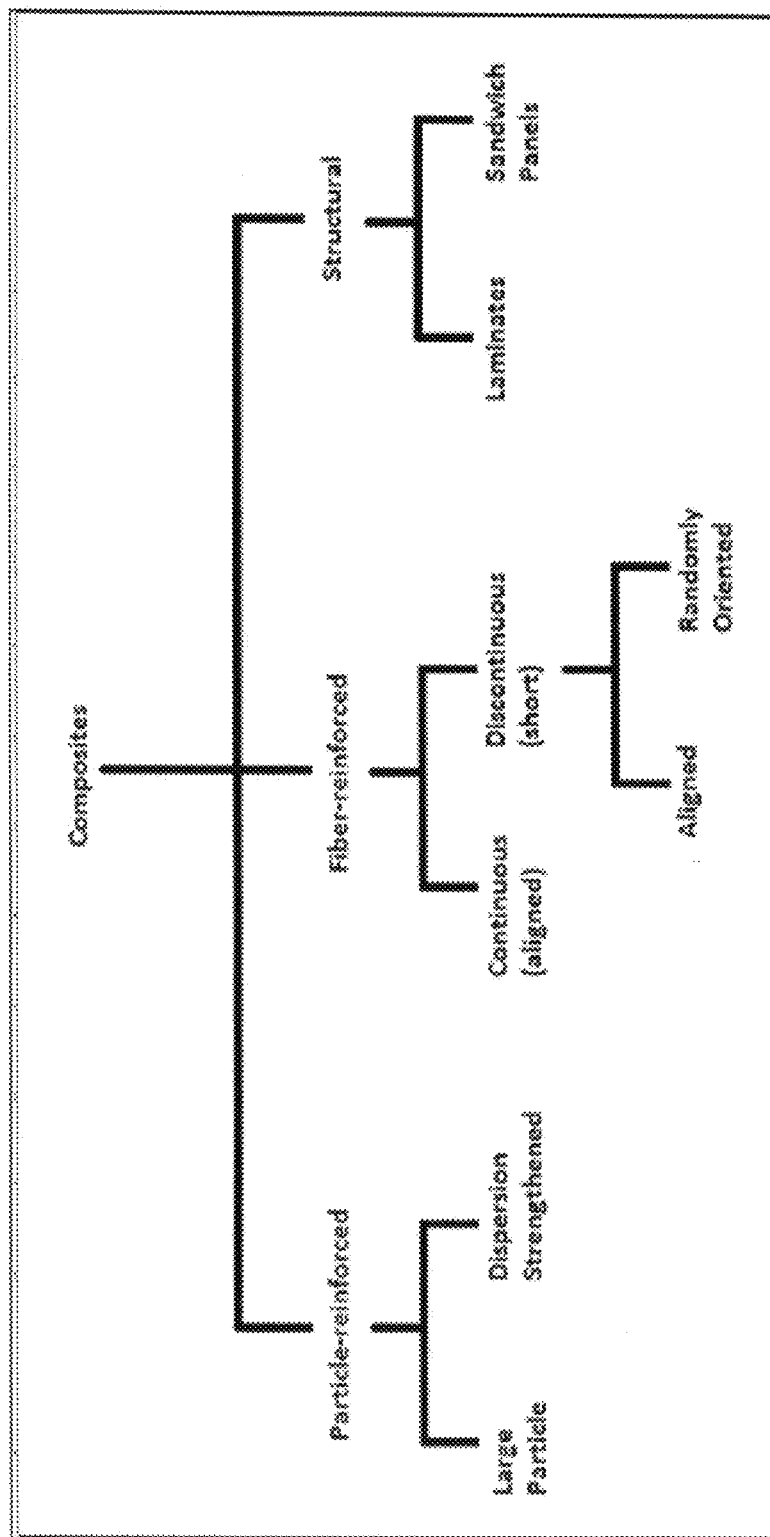 Composites
Particle-reinforced
Fiber-reinforced
Structural
Large
Particle
Dispersion
Strengthened
Continuous
(aligned)
Discontinuous
(short)
Laminates
Sandwich
Panels
Aligned
Randomly
Oriented